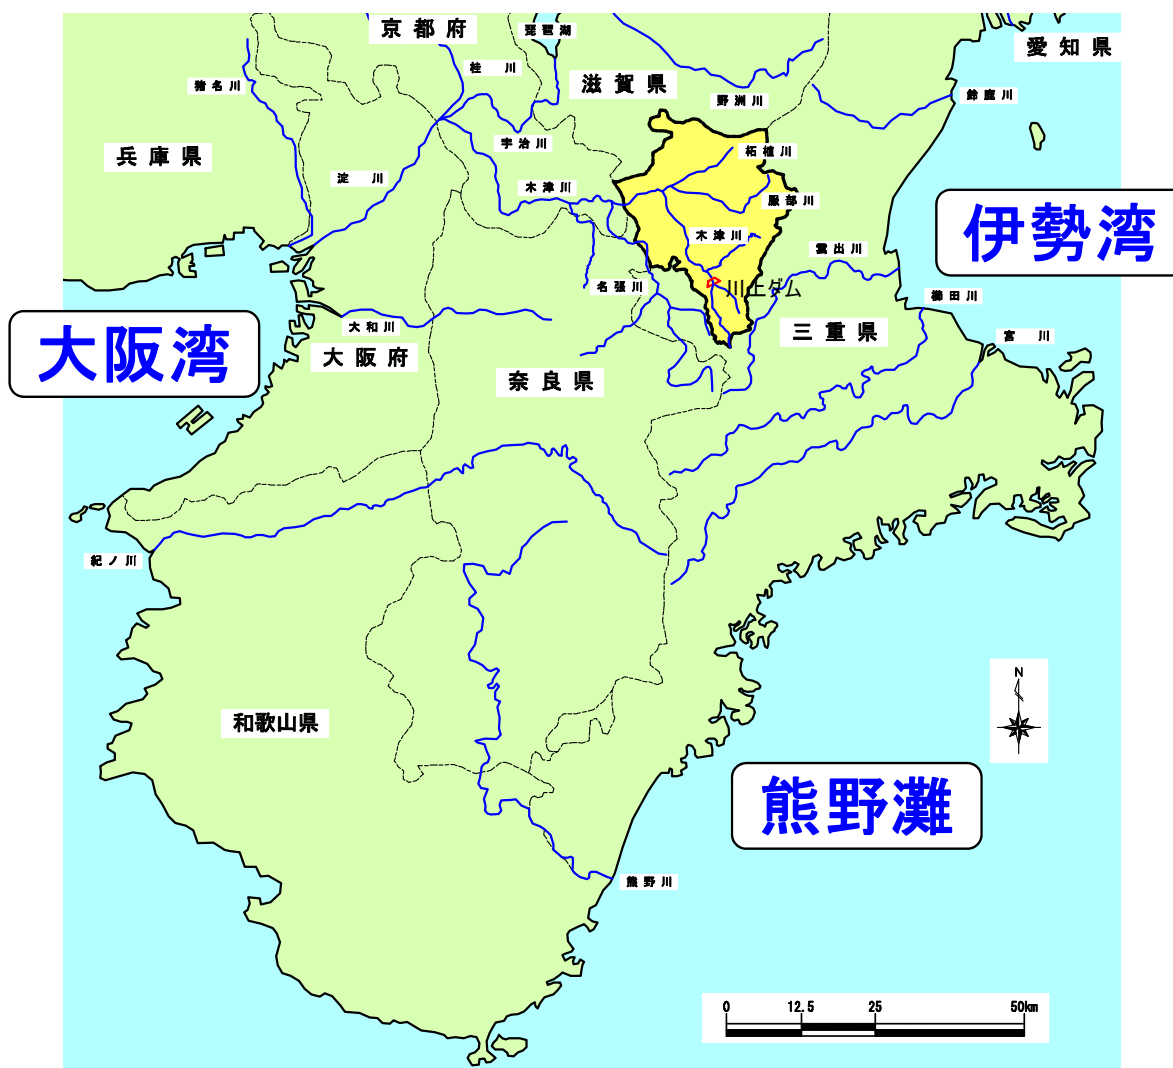 京都府
琵琶湖
愛知県
桂川
滋賀県
猪名川
野洲川
鈴鹿川
宇治川
兵庫県
柘植川
淀川
木津川
服部川
伊勢湾
木津川
雲出川
名張川
川上ダム
櫛田川
大和川
三重県
宮川
大阪湾
大阪府
奈良県
紀ノ川
N
和歌山県
熊野灘
熊野川
0 12.5 25 50km